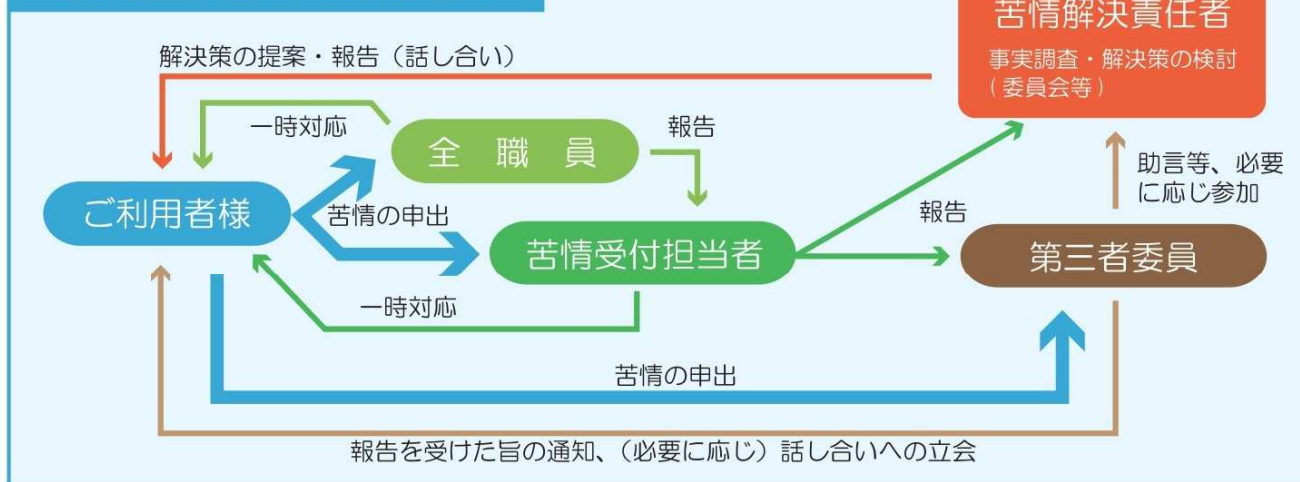 苦情解決責任者
事実調査・解決策の検討
(委員会等)
解決策の提案・報告（話し合い）
一時対応
全職員
報告
助言等、必要
に応じ参加
ご利用者様
苦情の申出
報告
苦情受付担当者
第三者委員
一時対応
苦情の申出
報告を受けた旨の通知、（必要に応じ）話し合いへの立会